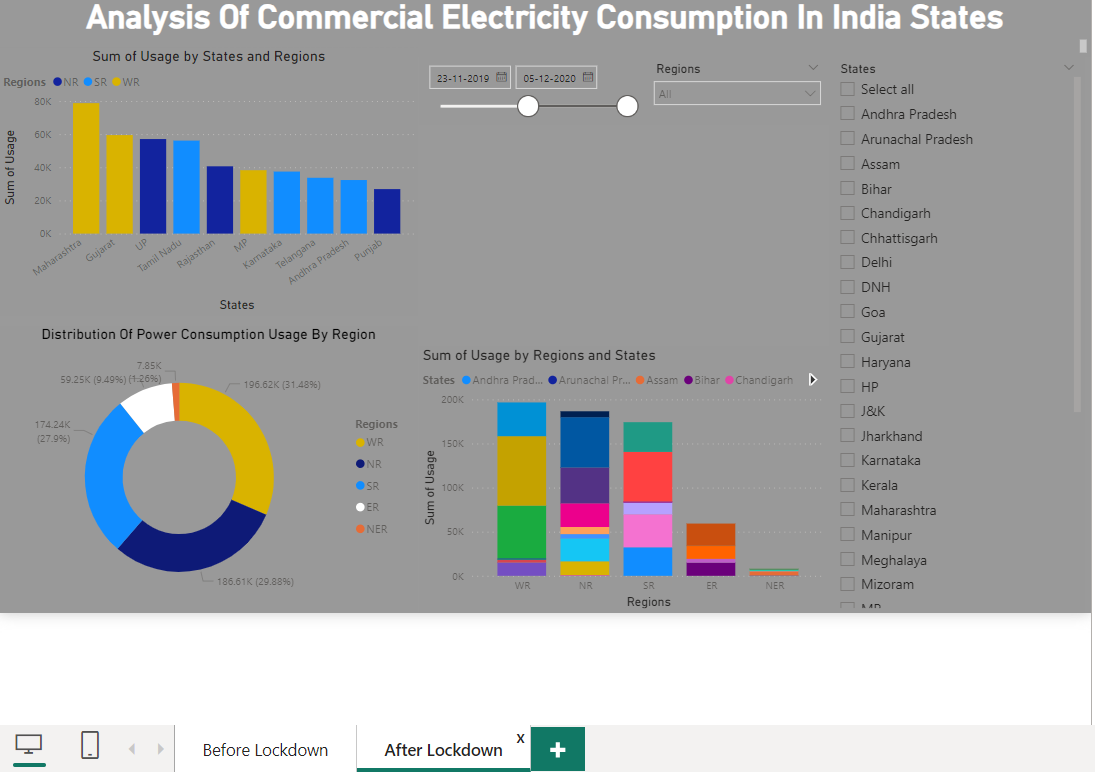 Analysis Of Commercial Electricity Consumption In India States
Sum of Usage by States and Regions
Regions NR SR WR
80K
60K
40K
20K
0K
Sum of Usage
Maharashtra
Gujarat
UP
Tamil Nadu
Rajasthan
MP
Karnataka
Telangana
Andhra Pradesh
Punjab
States
23-11-2019
05-12-2020
Regions
All
States
Select all
Andhra Pradesh
Arunachal Pradesh
Assam
Bihar
Chandigarh
Chhattisgarh
Delhi
DNH
Goa
Gujarat
Haryana
HP
J&K
Jharkhand
Karnataka
Kerala
Maharashtra
Manipur
Meghalaya
Mizoram
MP
Distribution Of Power Consumption Usage By Region
7.85K
(1.26%)
59.25K (9.49%)
196.62K (31.48%)
174.24K
(27.9%)
186.61K (29.88%)
Regions
WR
NR
SR
ER
NER
Sum of Usage by Regions and States
States Andhra Prad... Arunachal Pr... Assam Bihar Chandigarh
200K
150K
100K
50K
0K
Sum of Usage
WR
NR
SR
ER
NER
Regions
Before Lockdown
After Lockdown
X
+